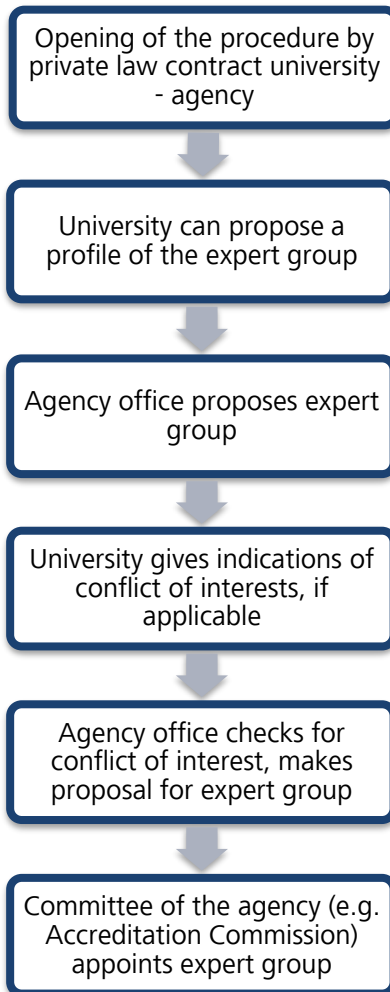 Opening of the procedure by
private law contract university
- agency
University can propose a
profile of the expert group
Agency office proposes expert
group
University gives indications of
conflict of interests, if
applicable
Agency office checks for
conflict of interest, makes
proposal for expert group
Committee of the agency (e.g.
Accreditation Commission)
appoints expert group